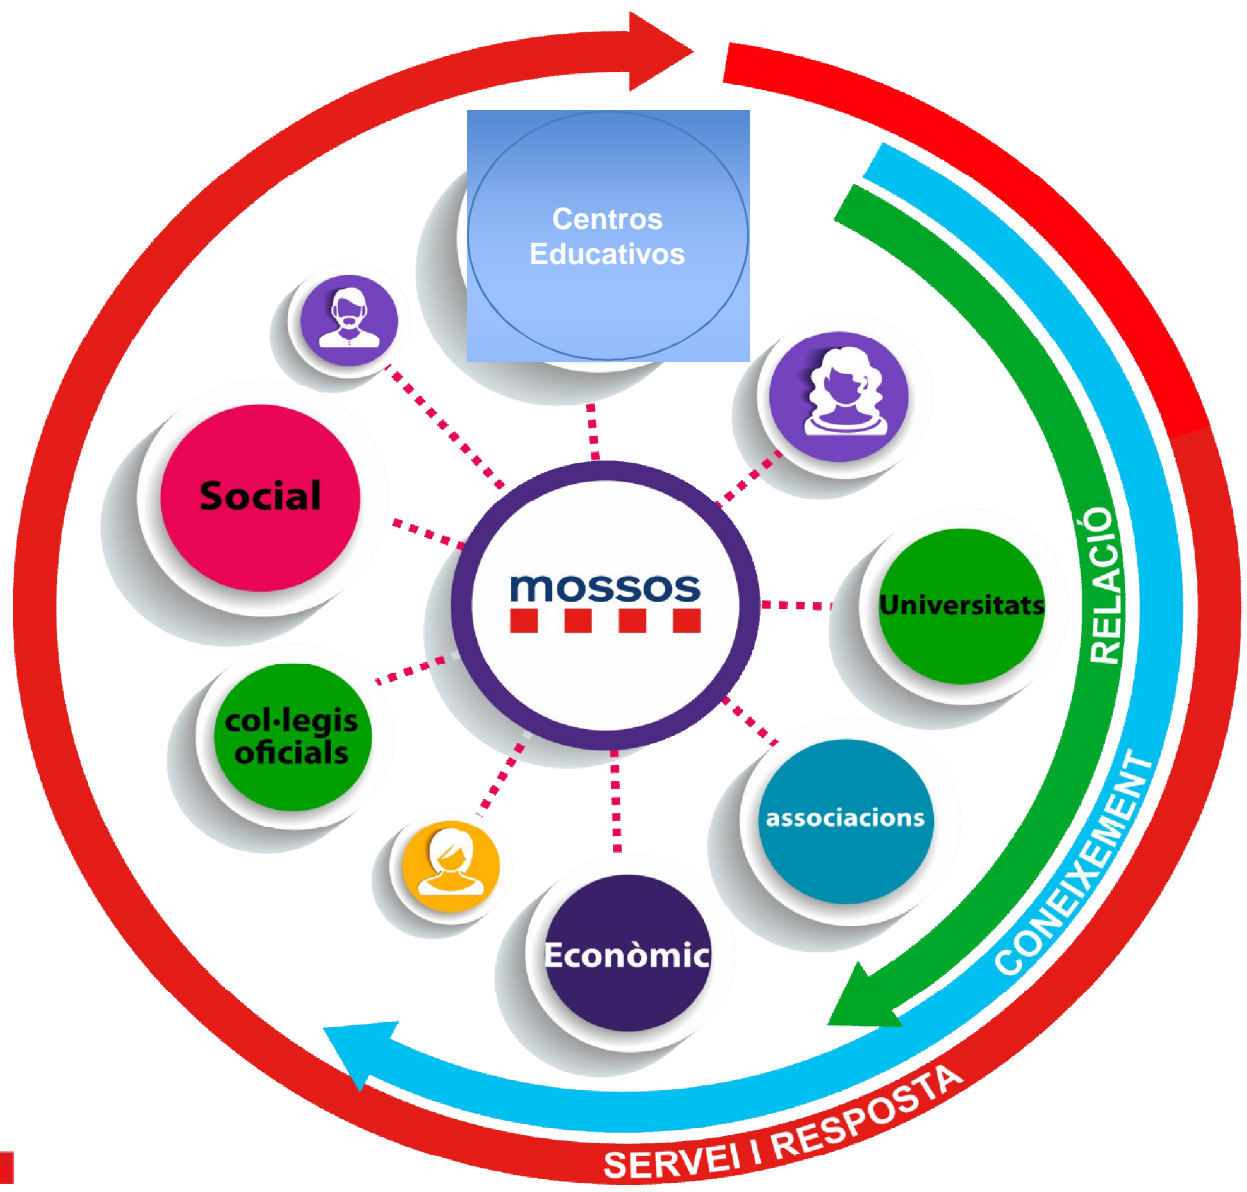 Centros
Educativos
Social
mossos
Universitats
RELACIÓ
col·legis
oficials
associacions
CONEIXEMENT
Econòmic
SERVEI I RESPOSTA